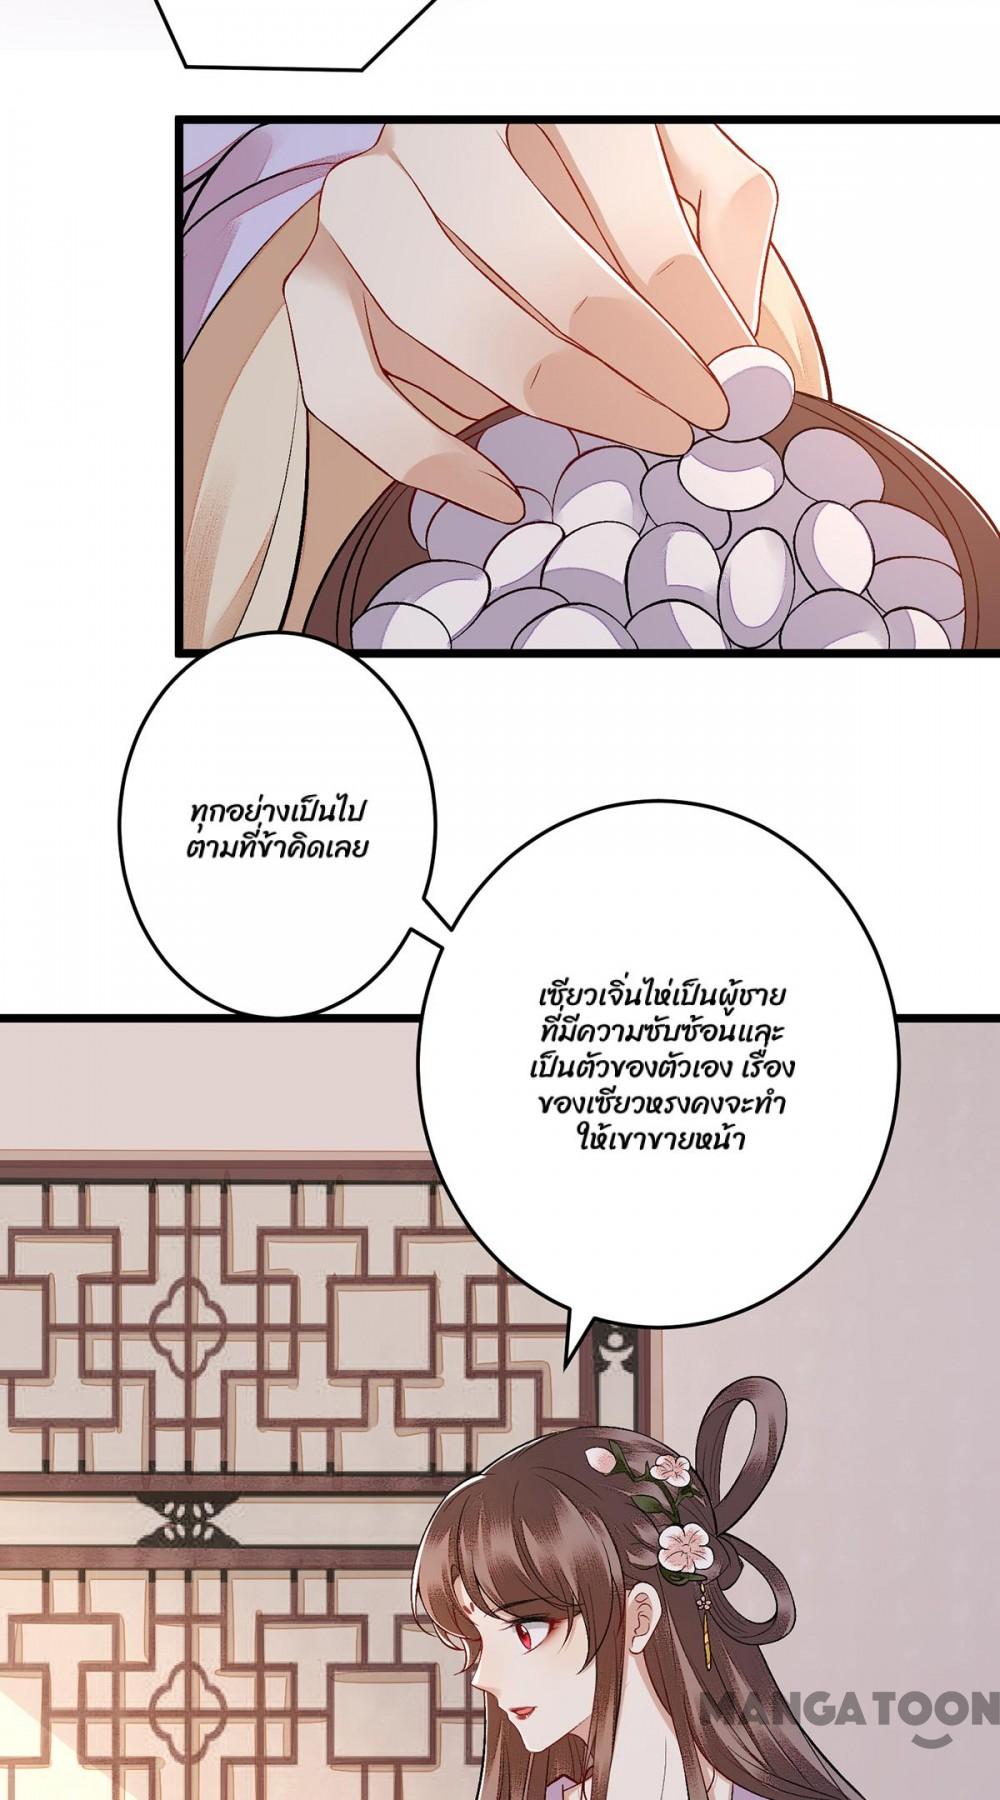 ทุกอย่างเป็นไป
ตามที่ข้าคิดเลย
เซียวเจิ่นไห่เป็นผู้ชาย
ที่มีความซับซ้อนและ
เป็นตัวของตัวเอง เรื่อง
ของเซียวหรงคงจะทำ
ให้เขาขายหน้า
MANGATOON